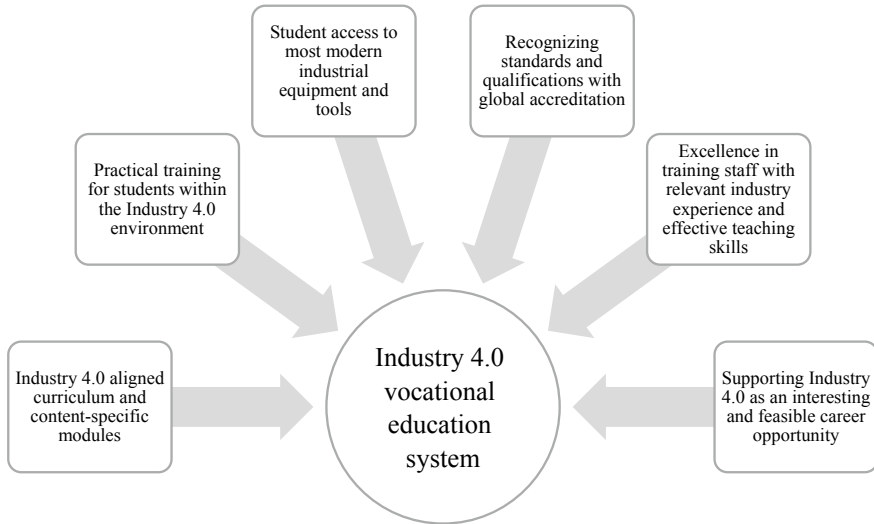 Student access to
most modern
industrial
equipment and
tools
Recognizing
standards and
qualifications with
global accreditation
Practical training
for students within
the Industry 4.0
environment
Excellence in
training staff with
relevant industry
experience and
effective teaching
skills
Industry 4.0 aligned
curriculum and
content-specific
modules
Industry 4.0
vocational
education
system
Supporting Industry
4.0 as an interesting
and feasible career
opportunity